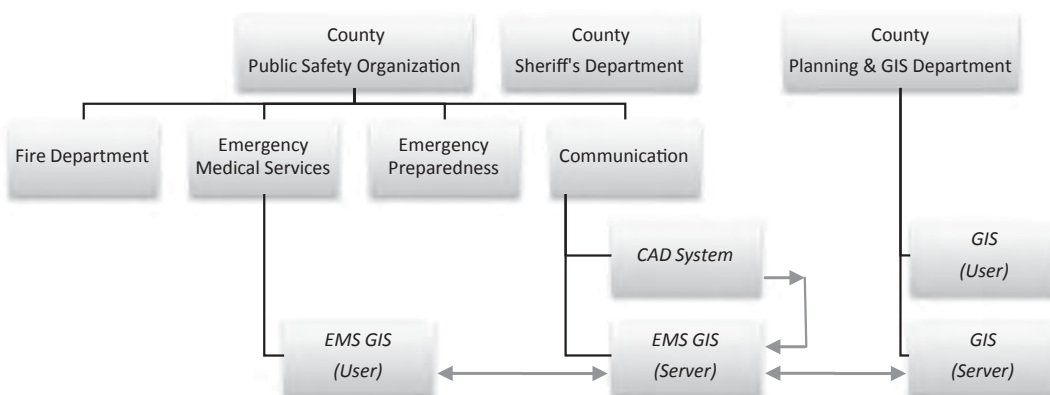 County
Public Safety Organization
County
Sheriff's Department
County
Planning & GIS Department
Fire Department
Emergency
Medical Services
Emergency
Preparedness
Communication
CAD System
GIS
(User)
EMS GIS
(User)
EMS GIS
(Server)
GIS
(Server)